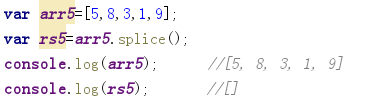 var arr5=[5,8,3,1,9];
var rs5=arr5.splice();
console.log(arr5); //[5, 8, 3, 1, 9]
console.log(rs5); //[]